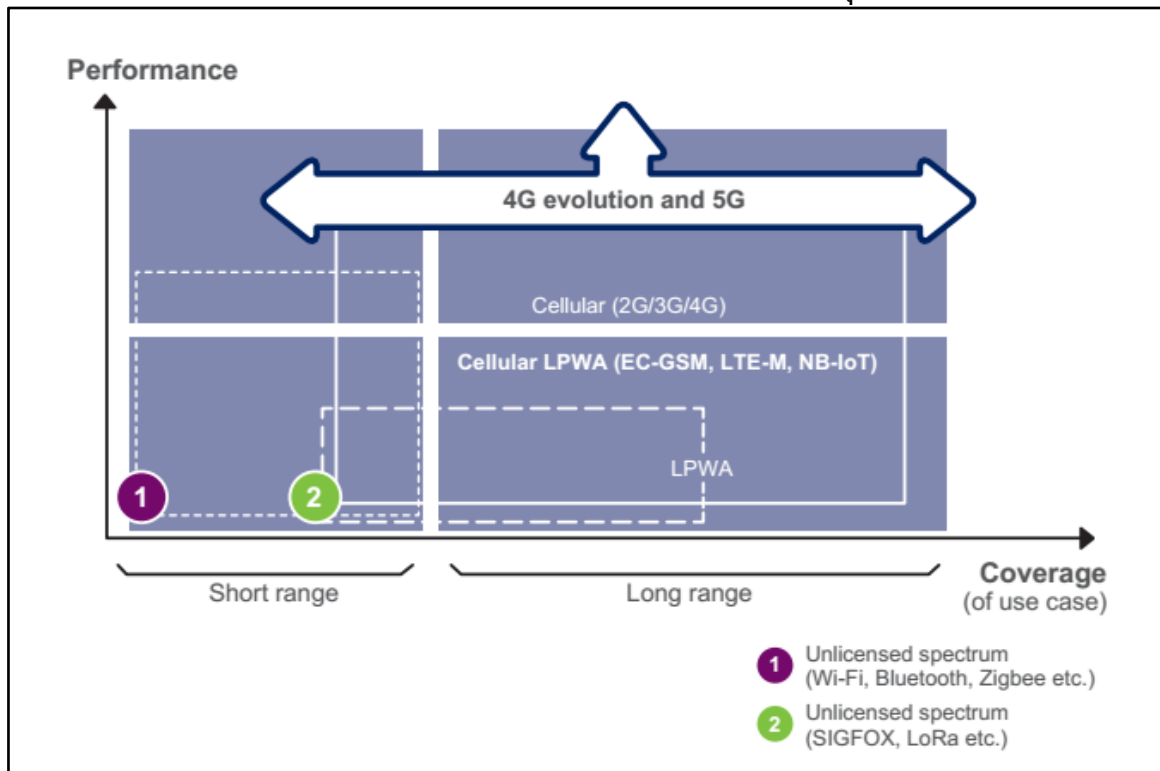 Performance
4G evolution and 5G
Cellular (2G/3G/4G)
Cellular LPWA (EC-GSM, LTE-M, NB-IoT)
LPWA
1
2
Short range
Long range
Coverage
(of use case)
1 Unlicensed spectrum
(Wi-Fi, Bluetooth, Zigbee etc.)
2 Unlicensed spectrum
(SIGFOX, LoRa etc.)